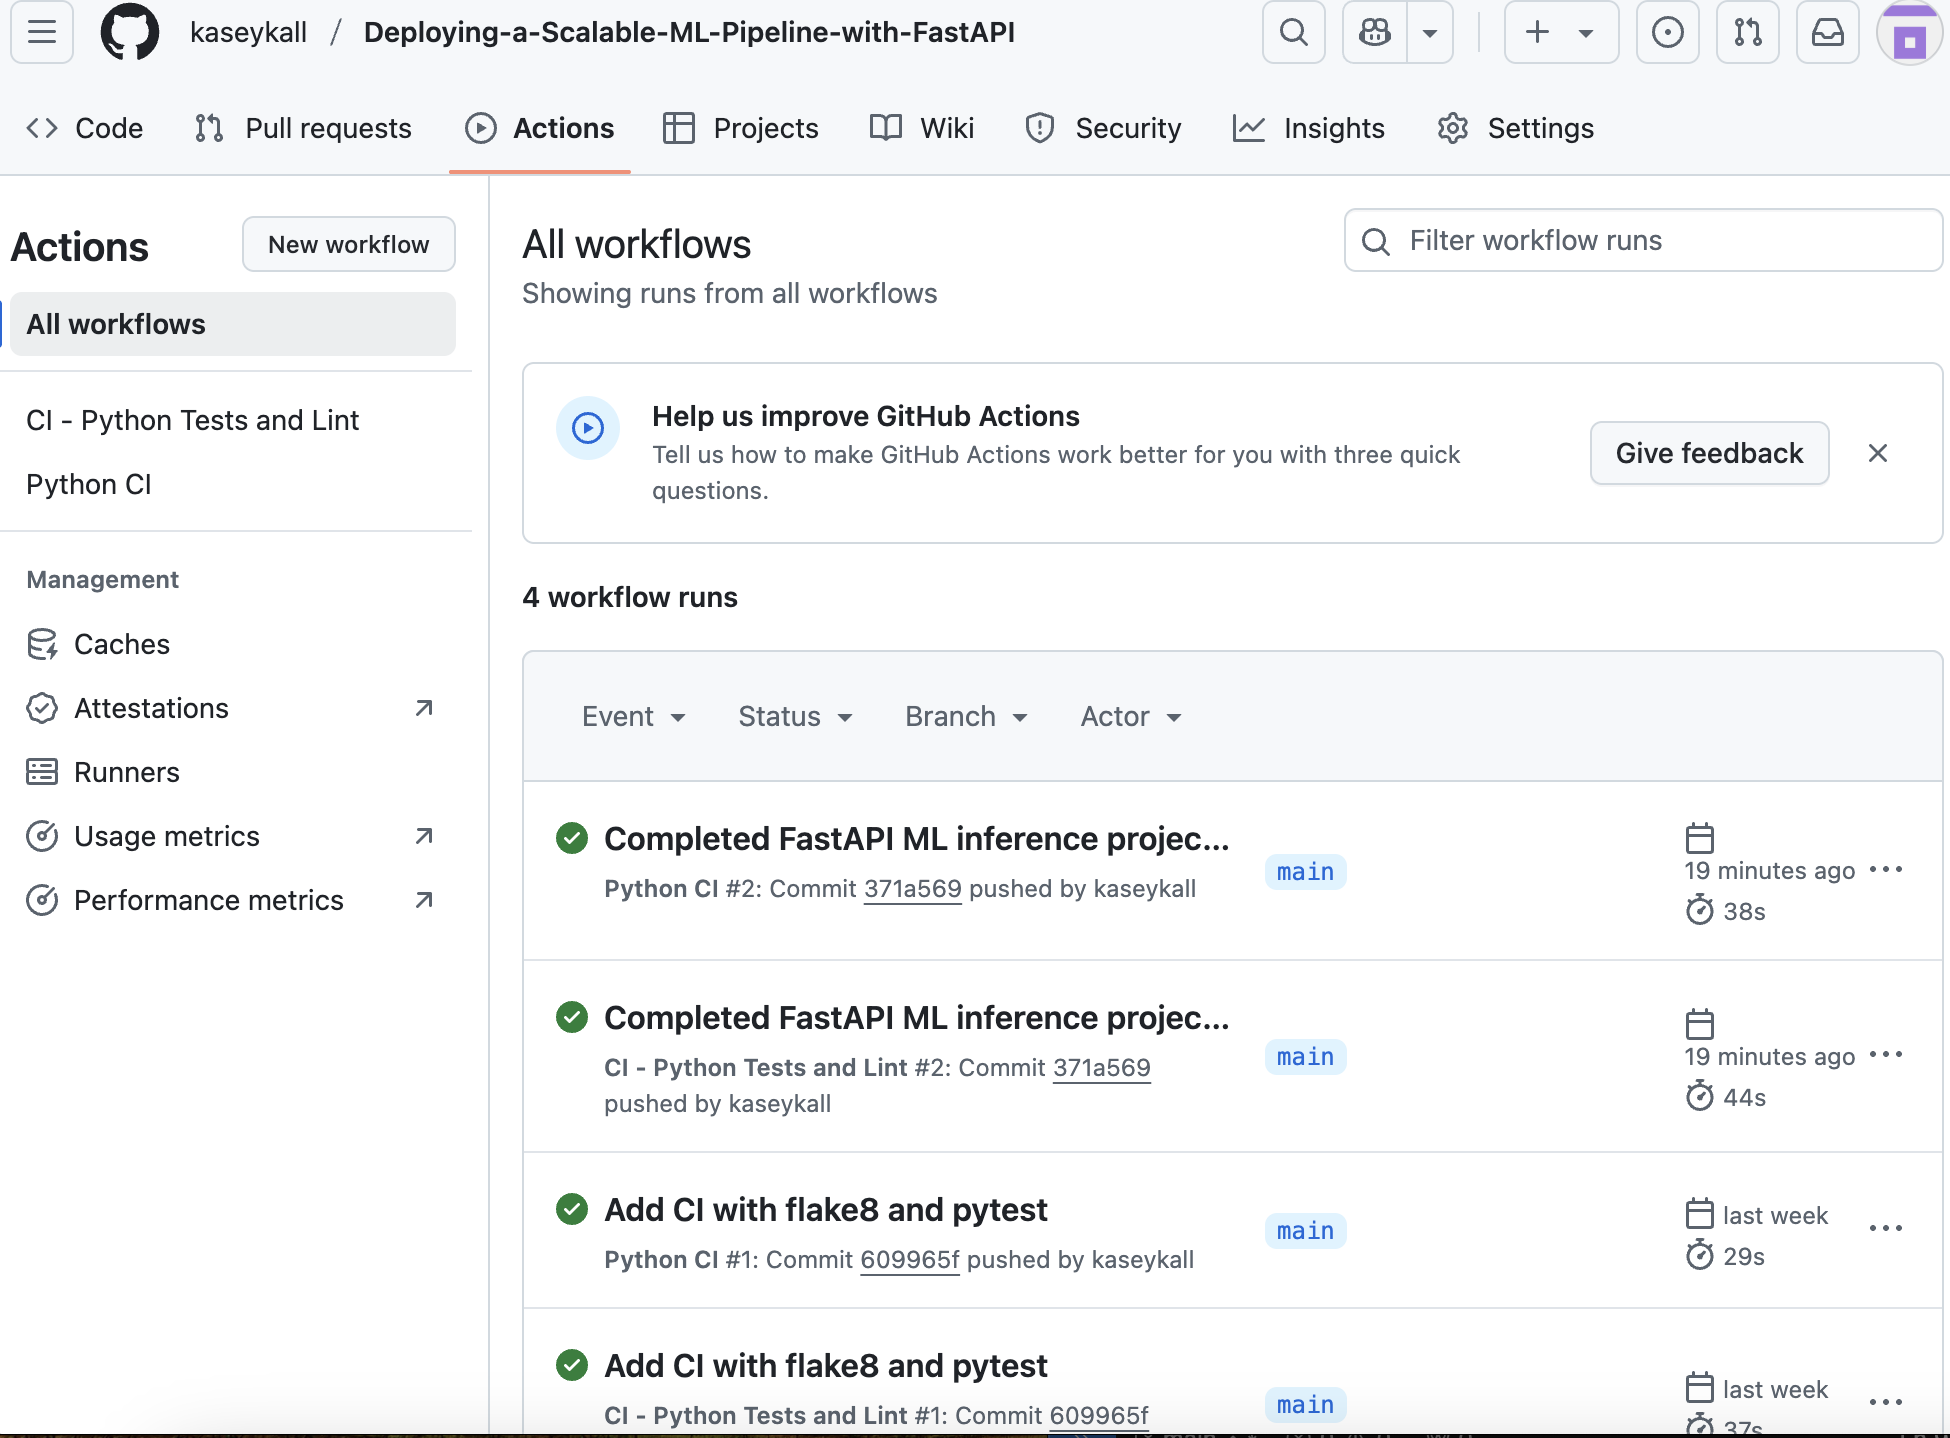 kaseykall / Deploying-a-Scalable-ML-Pipeline-with-FastAPI
Code Pull requests Actions Projects Wiki Security Insights Settings
Actions
New workflow
All workflows
CI - Python Tests and Lint
Python CI
Management
Caches
Attestations
Runners
Usage metrics
Performance metrics
All workflows
Showing runs from all workflows
Filter workflow runs
Help us improve GitHub Actions
Tell us how to make GitHub Actions work better for you with three quick
questions.
Give feedback
4 workflow runs
Event Status Branch Actor
Completed FastAPI ML inference projec...
Python CI #2: Commit 371a569 pushed by kaseykall
main
19 minutes ago
38s
Completed FastAPI ML inference projec...
CI - Python Tests and Lint #2: Commit 371a569
pushed by kaseykall
main
19 minutes ago
44s
Add CI with flake8 and pytest
Python CI #1: Commit 609965f pushed by kaseykall
main
last week
29s
Add CI with flake8 and pytest
CI - Python Tests and Lint #1: Commit 609965f
main
last week
37s